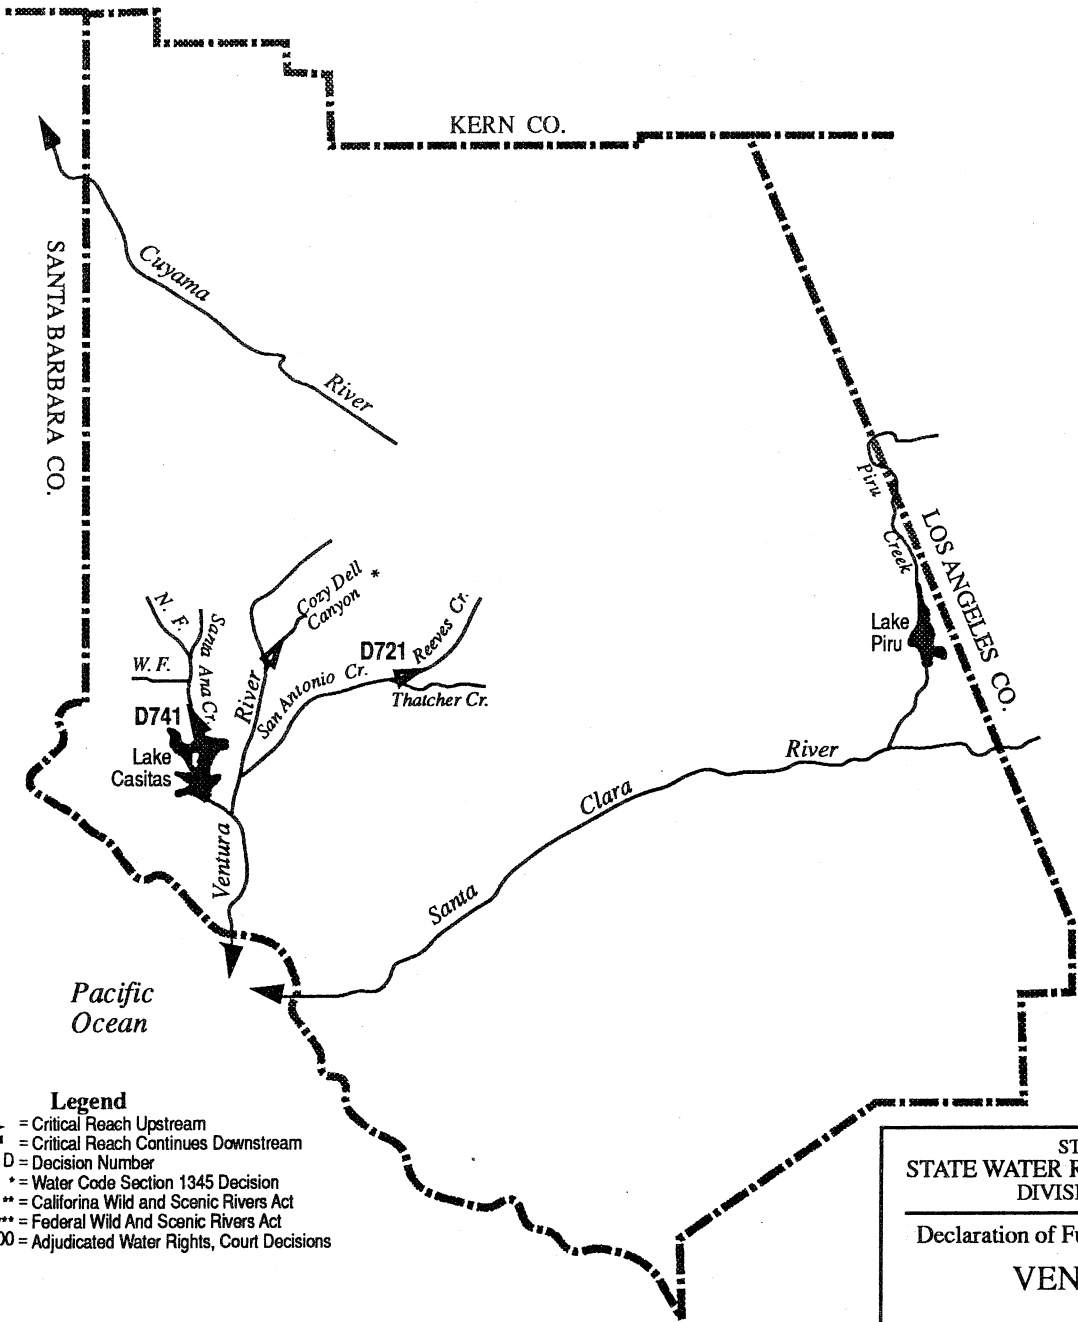 KERN CO.
SANTA BARBARA CO.
Cuyama
River
Piru
Creek
LOS ANGELES CO.
Lake
Piru
N. F.
Santa Ana Cr.
W. F.
Cozy Dell
Canyon *
D721
Reeves Cr.
San Antonio Cr.
Thatcher Cr.
River
D741
Lake
Casitas
Ventura
River
Clara
Santa
Pacific
Ocean
Legend
= Critical Reach Upstream
= Critical Reach Continues Downstream
D = Decision Number
* = Water Code Section 1345 Decision
** = Califorina Wild and Scenic Rivers Act
*** = Federal Wild And Scenic Rivers Act
= Adjudicated Water Rights, Court Decisions
STATE WATER
DIVISI
Declaration of Fu
VEN